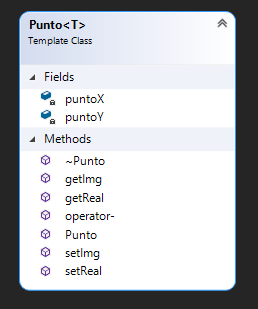 Punto<T>
Template Class
Fields
puntoX
puntoY
Methods
~Punto
getImg
getReal
operator-
Punto
setImg
setReal